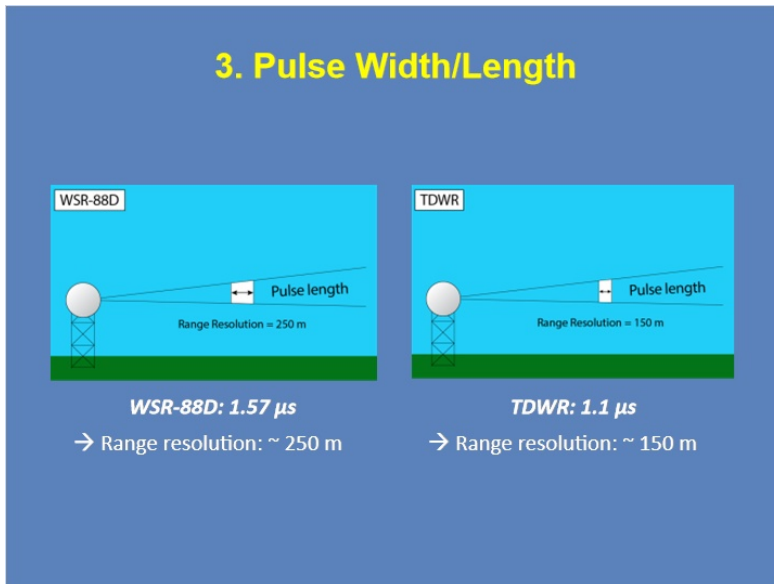 3. Pulse Width/Length
WSR-88D
Pulse length
Range Resolution = 250 m
TDWR
Pulse length
Range Resolution = 150 m
WSR-88D: 1.57 µs
→ Range resolution: ~ 250 m
TDWR: 1.1 µs
→ Range resolution: ~ 150 m